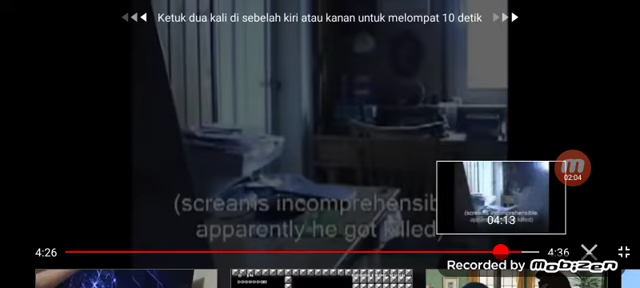 Ketuk dua kali di sebelah kiri atau kanan untuk melompat 10 detik
02:04
(screams incomprehensib
apparently he got killed)
04:13
4:26
4:36
Recorded by mobizen